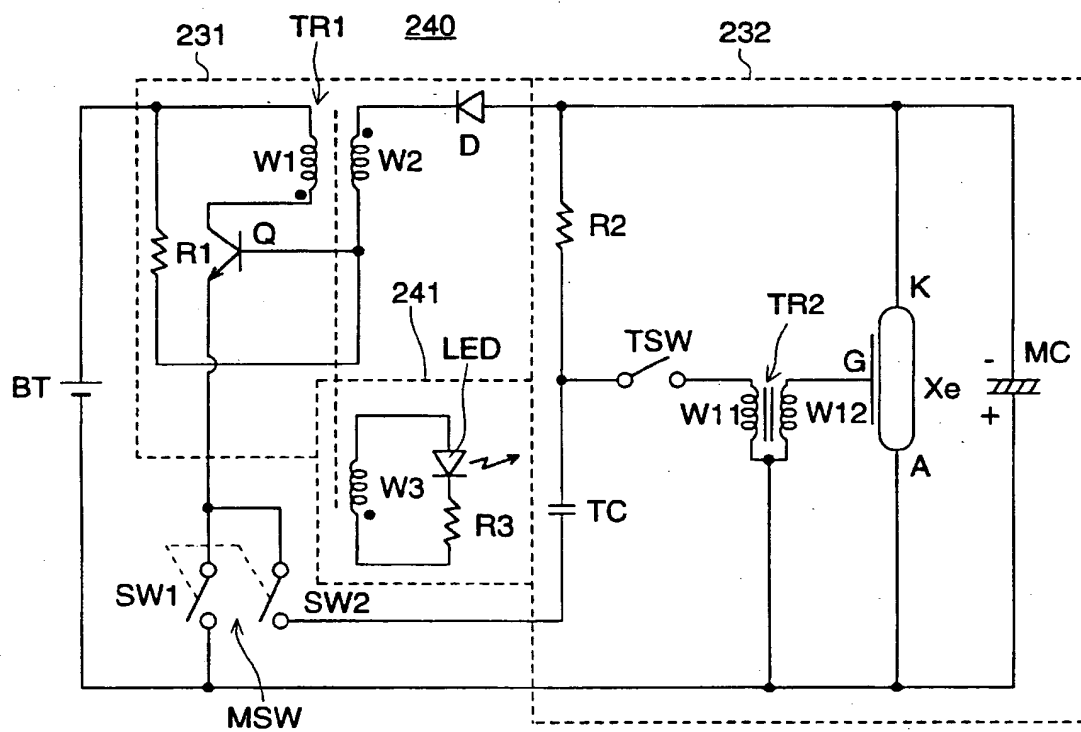 231
TR1
240
232
W1
W2
D
R1
Q
R2
241
LED
TSW
TR2
K
G
Xe
-
MC
+
BT
W11
W12
A
W3
R3
TC
SW1
SW2
MSW